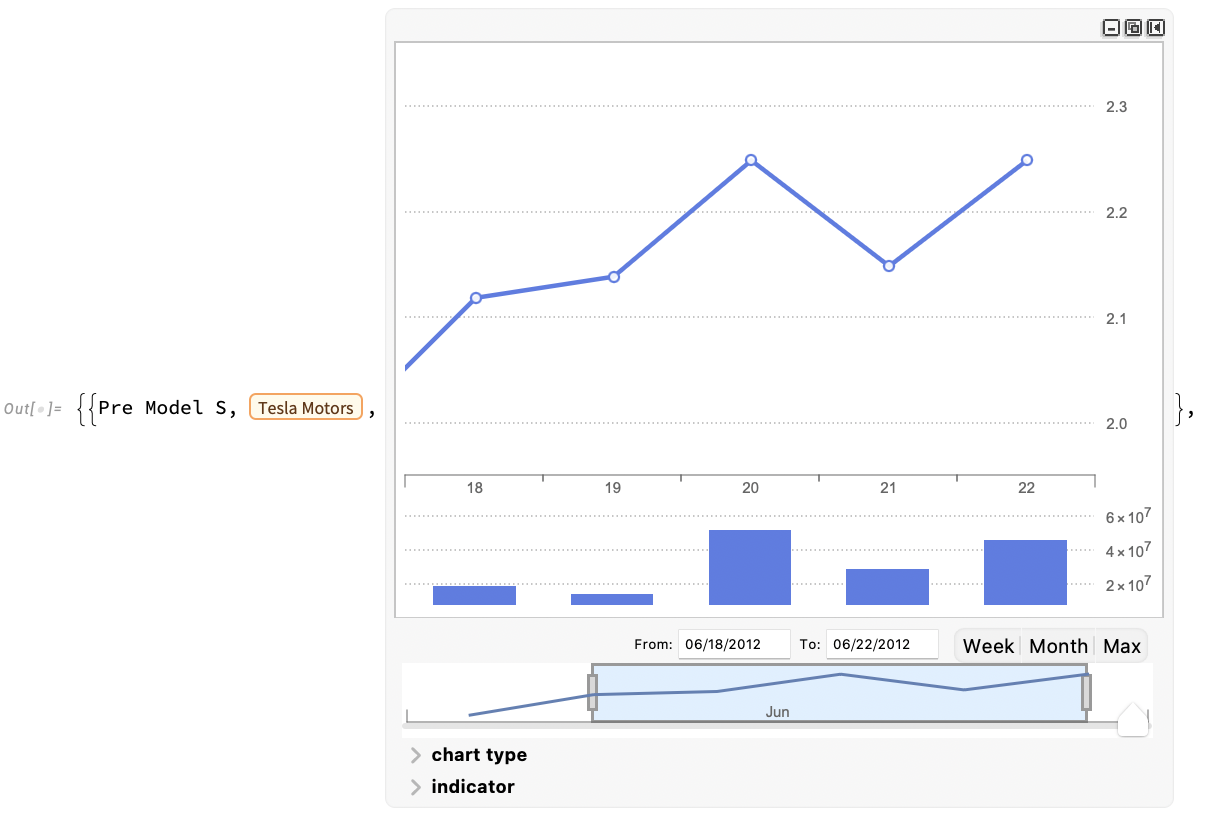 2.3
2.2
2.1
Out[ ]= {{Pre Model S, Tesla Motors, },
2.0
18 19 20 21 22
6×10^7
4×10^7
2×10^7
From: 06/18/2012 To: 06/22/2012 Week Month Max
Jun
chart type
indicator